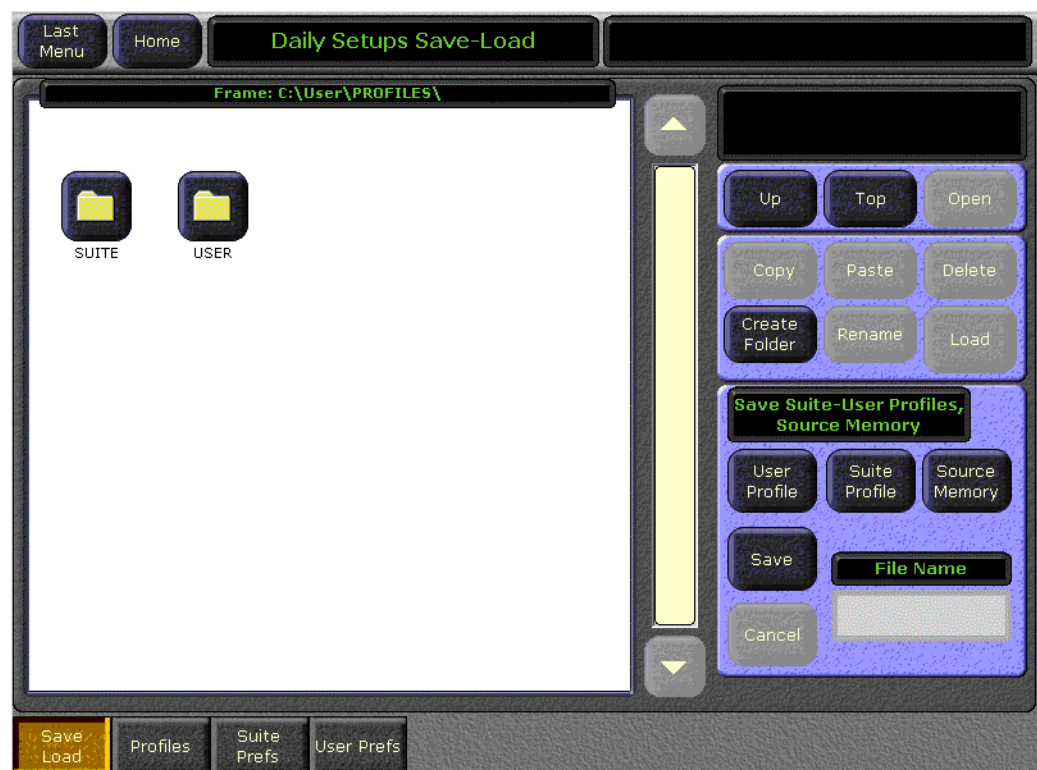 Last
Menu
Home
Daily Setups Save-Load
Frame: C:\User\PROFILES\
SUITE
USER
Up
Top
Open
Copy
Paste
Delete
Create
Folder
Rename
Load
Save Suite-User Profiles,
Source Memory
User
Profile
Suite
Profile
Source
Memory
Save
File Name
Cancel
Save
Load
Profiles
Suite
Prefs
User Prefs